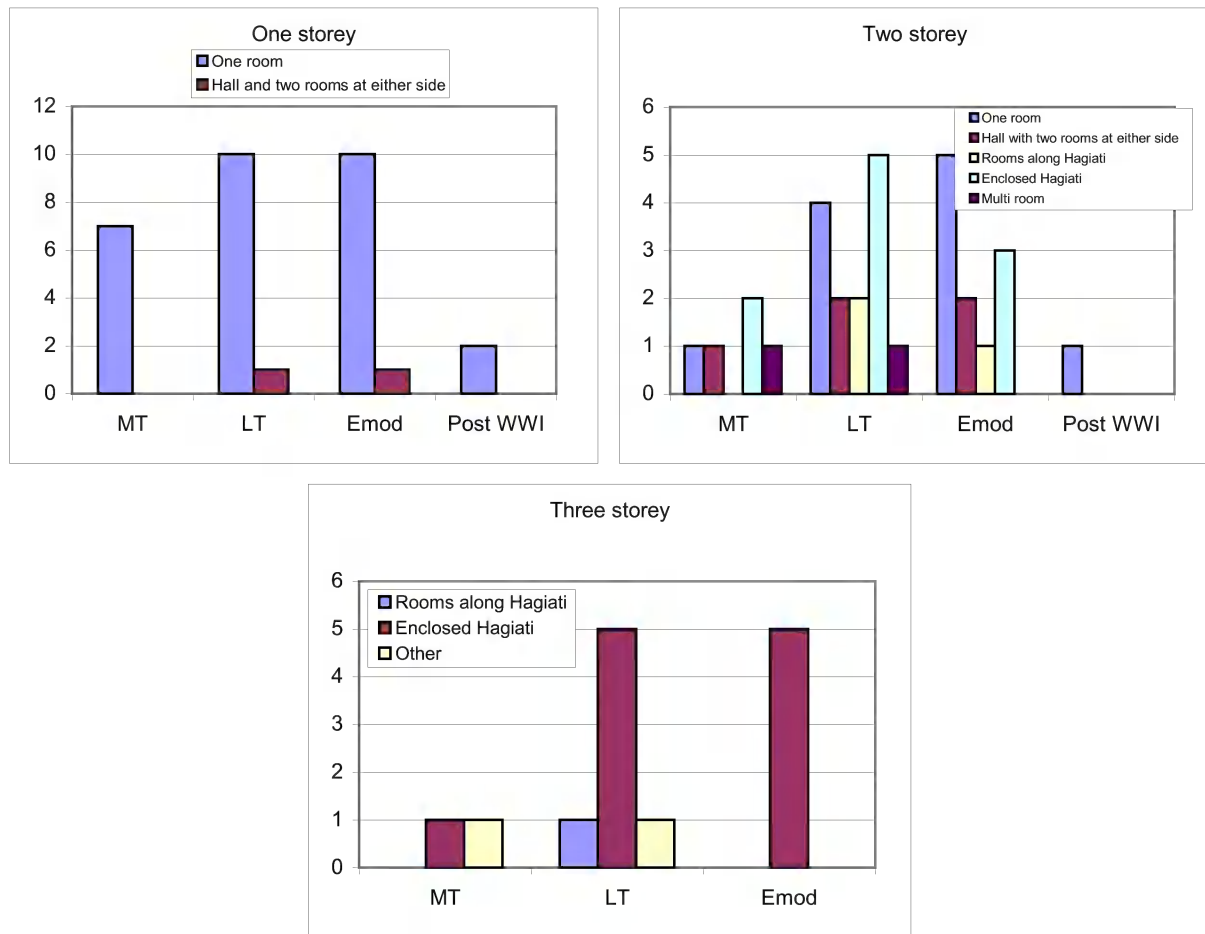 One storey
One room
Hall and two rooms at either side
12
10
8
6
4
2
0
MT LT Emod Post WWI
Two storey
One room
Hall with two rooms at either side
Rooms along Hagiati
Enclosed Hagiati
Multi room
6
5
4
3
2
1
0
MT LT Emod Post WWI
Three storey
Rooms along Hagiati
Enclosed Hagiati
Other
6
5
4
3
2
1
0
MT LT Emod